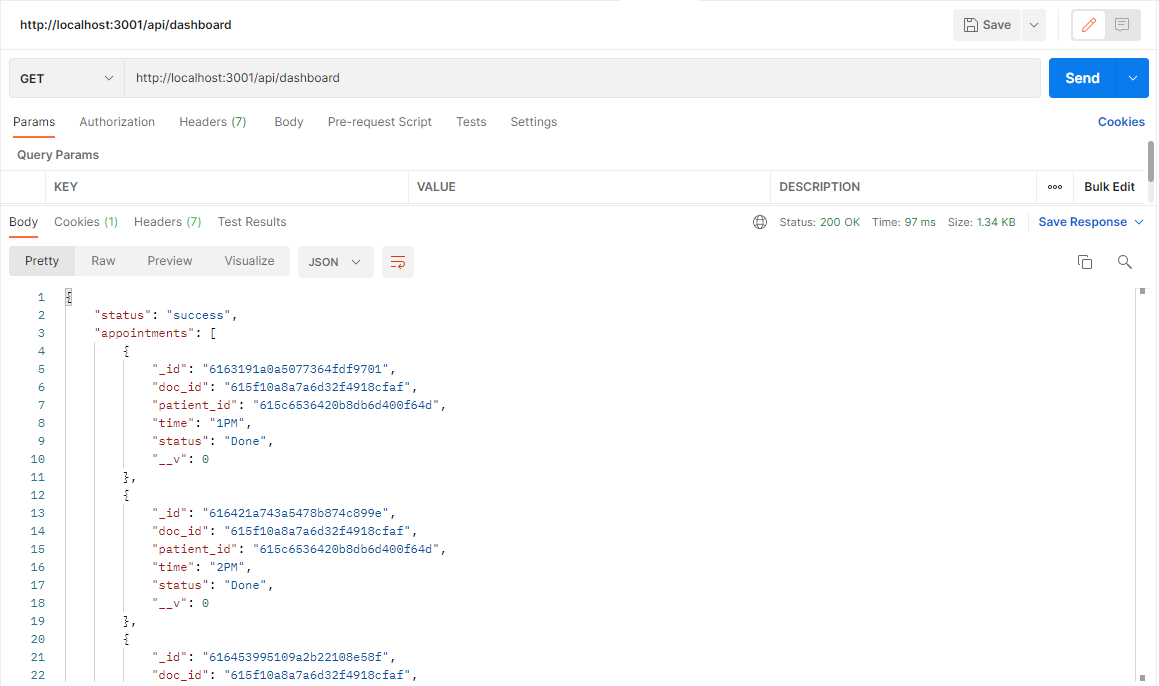 http://localhost:3001/api/dashboard
Save
GET http://localhost:3001/api/dashboard Send
Params Authorization Headers (7) Body Pre-request Script Tests Settings Cookies
Query Params
KEY VALUE DESCRIPTION Bulk Edit
Body Cookies (1) Headers (7) Test Results Status: 200 OK Time: 97 ms Size: 1.34 KB Save Response
Pretty Raw Preview Visualize JSON
1 {
2 "status": "success",
3 "appointments": [
4 {
5 "_id": "6163191a0a5077364fdf9701",
6 "doc_id": "615f10a8a7a6d32f4918cfaf",
7 "patient_id": "615c6536420b8db6d400f64d",
8 "time": "1PM",
9 "status": "Done",
10 "__v": 0
11 },
12 {
13 "_id": "616421a743a5478b874c899e",
14 "doc_id": "615f10a8a7a6d32f4918cfaf",
15 "patient_id": "615c6536420b8db6d400f64d",
16 "time": "2PM",
17 "status": "Done",
18 "__v": 0
19 },
20 {
21 "_id": "616453995109a2b22108e58f",
22 "doc_id": "615f10a8a7a6d32f4918cfaf",